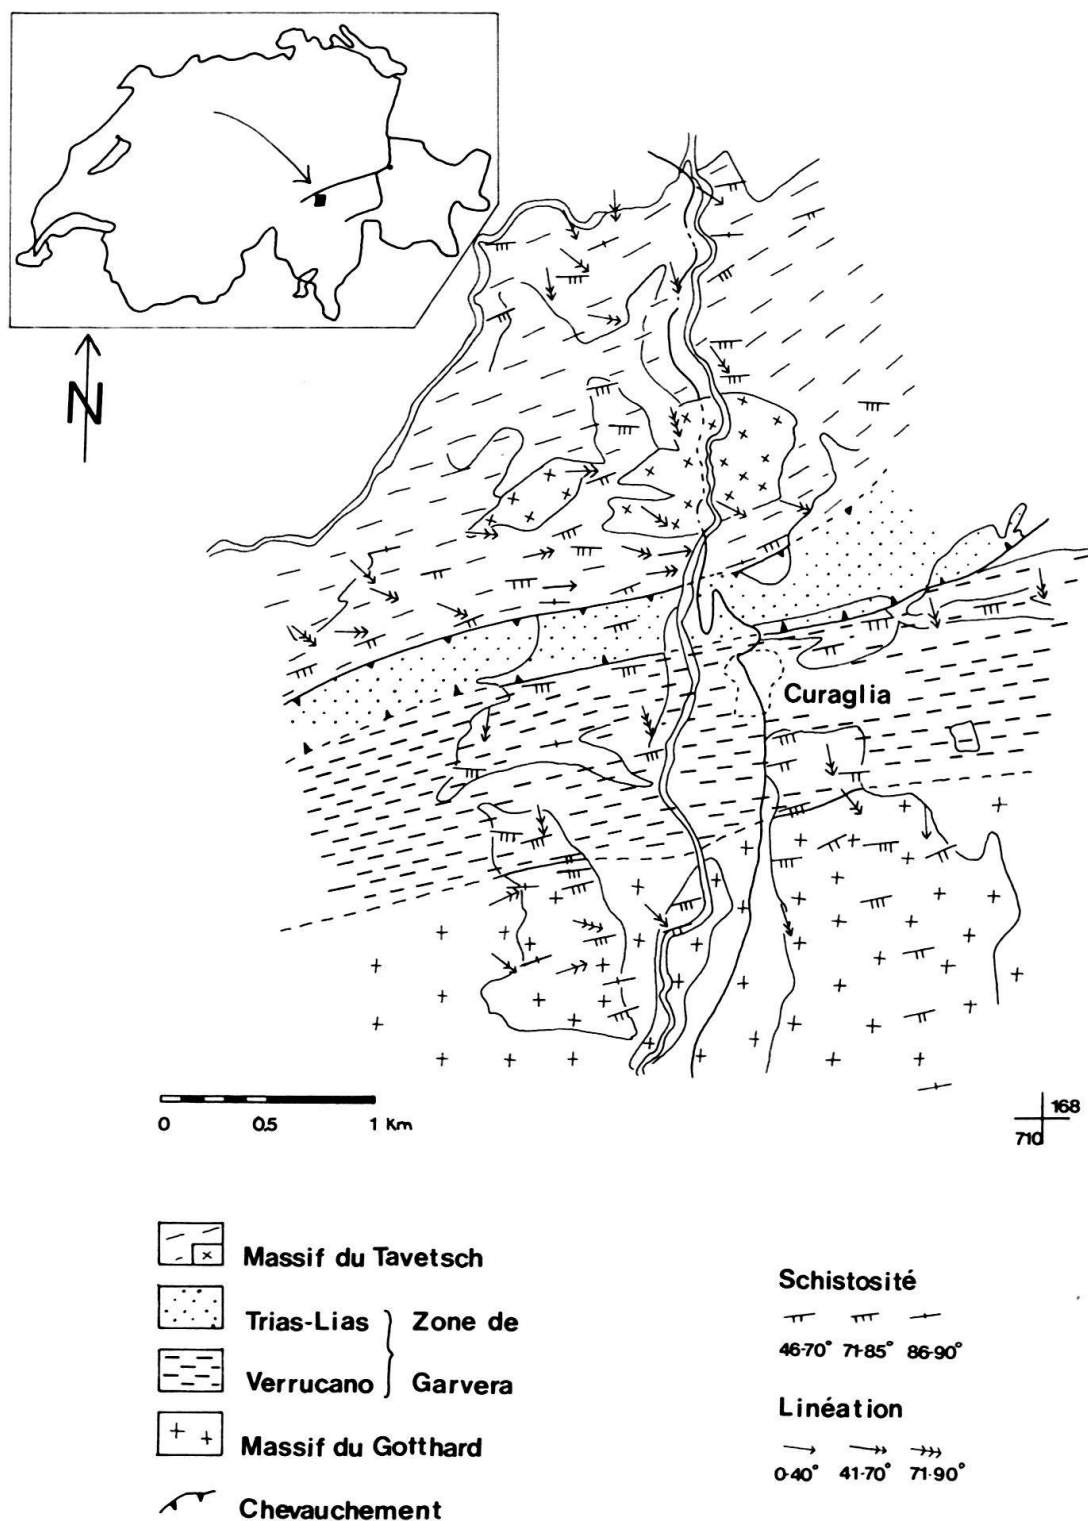 N
Curaglia
0 0.5 1 Km
168
710
Massif du Tavetsch
Trias-Lias Zone de
Verrucano Garvera
Massif du Gotthard
Chevauchement
Schistosité
46-70° 71-85° 86-90°
Linéation
0-40° 41-70° 71-90°